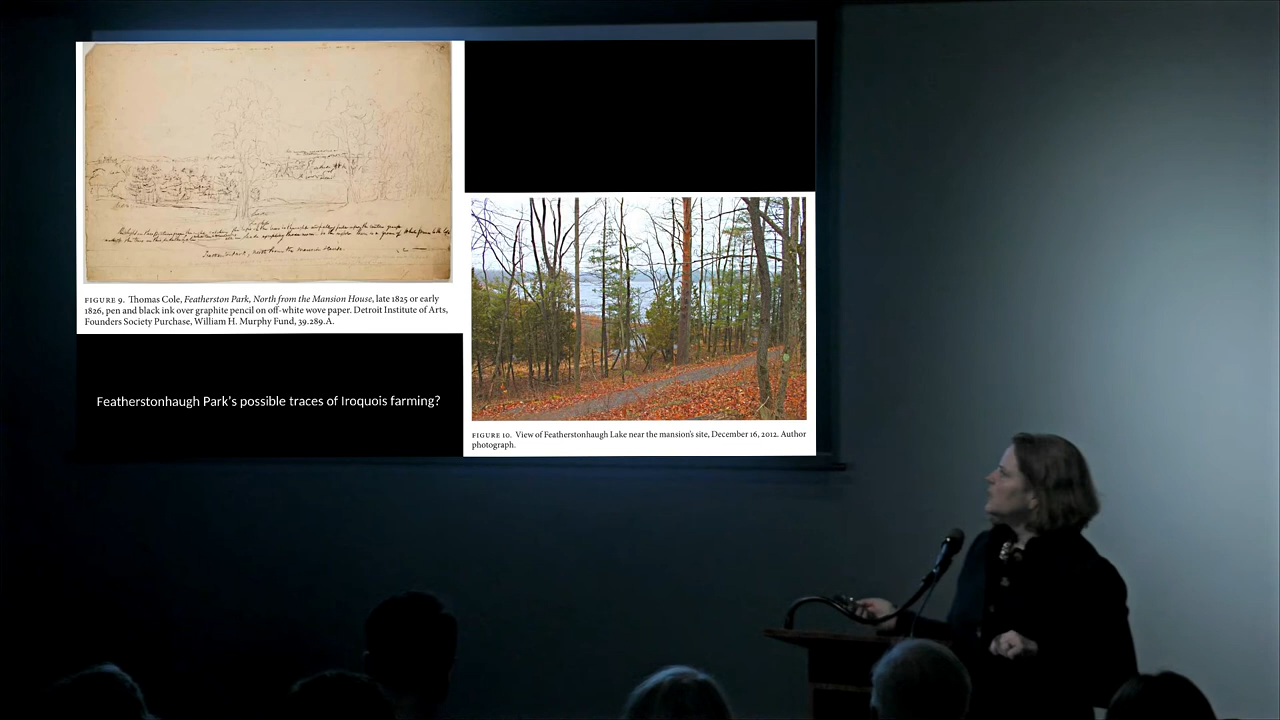 FIGURE 9. Thomas Cole, Featherston Park, North from the Mansion House, late 1825 or early
1826, pen and black ink over graphite pencil on off-white wove paper. Detroit Institute of Arts,
Founders Society Purchase, William H. Murphy Fund, 39.289.A.
Featherstonhaugh Park's possible traces of Iroquois farming?
FIGURE 10. View of Featherstonhaugh Lake near the mansion's site, December 16, 2012. Author
photograph.